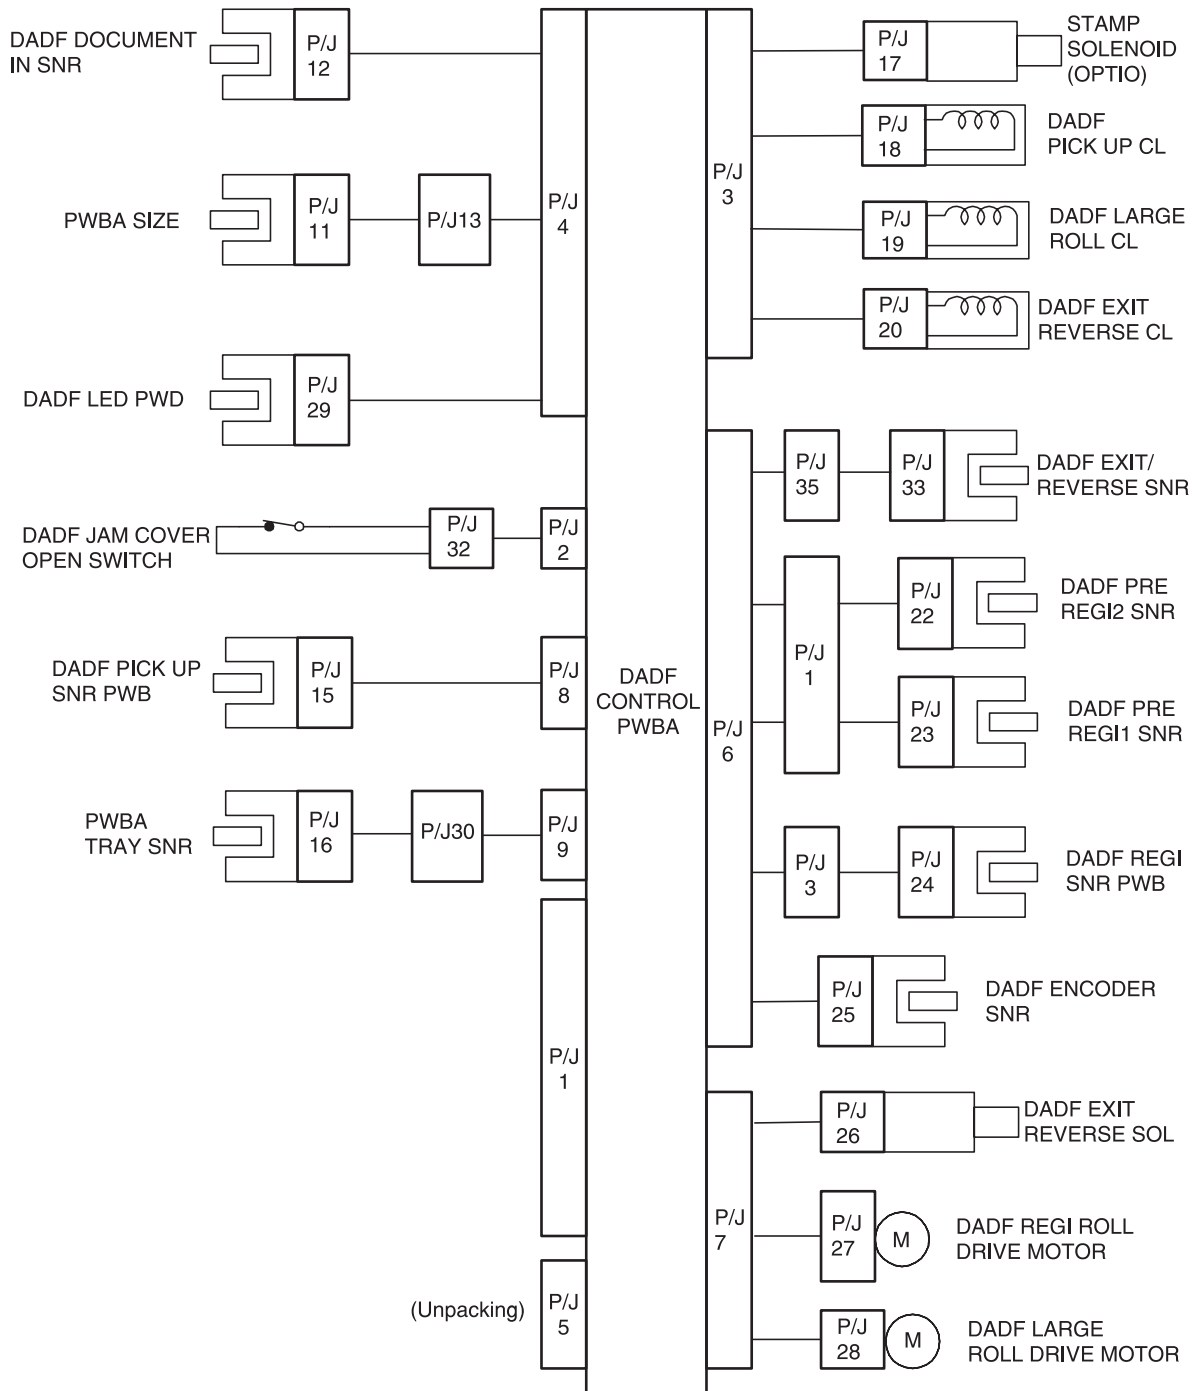 DADF DOCUMENT
IN SNR
P/J
12
PWBA SIZE
P/J
11
P/J13
P/J
4
DADF LED PWD
P/J
29
DADF JAM COVER
OPEN SWITCH
P/J
32
P/J
2
DADF PICK UP
SNR PWB
P/J
15
P/J
8
PWBA
TRAY SNR
P/J
16
P/J30
P/J
9
P/J
1
(Unpacking)
P/J
5
DADF
CONTROL
PWBA
P/J
3
P/J
17
STAMP
SOLENOID
(OPTIO)
P/J
18
DADF
PICK UP CL
P/J
19
DADF LARGE
ROLL CL
P/J
20
DADF EXIT
REVERSE CL
P/J
6
P/J
35
P/J
33
DADF EXIT/
REVERSE SNR
P/J
1
P/J
22
DADF PRE
REGI2 SNR
P/J
23
DADF PRE
REGI1 SNR
P/J
3
P/J
24
DADF REGI
SNR PWB
P/J
25
DADF ENCODER
SNR
P/J
7
P/J
26
DADF EXIT
REVERSE SOL
P/J
27
M
DADF REGI ROLL
DRIVE MOTOR
P/J
28
M
DADF LARGE
ROLL DRIVE MOTOR